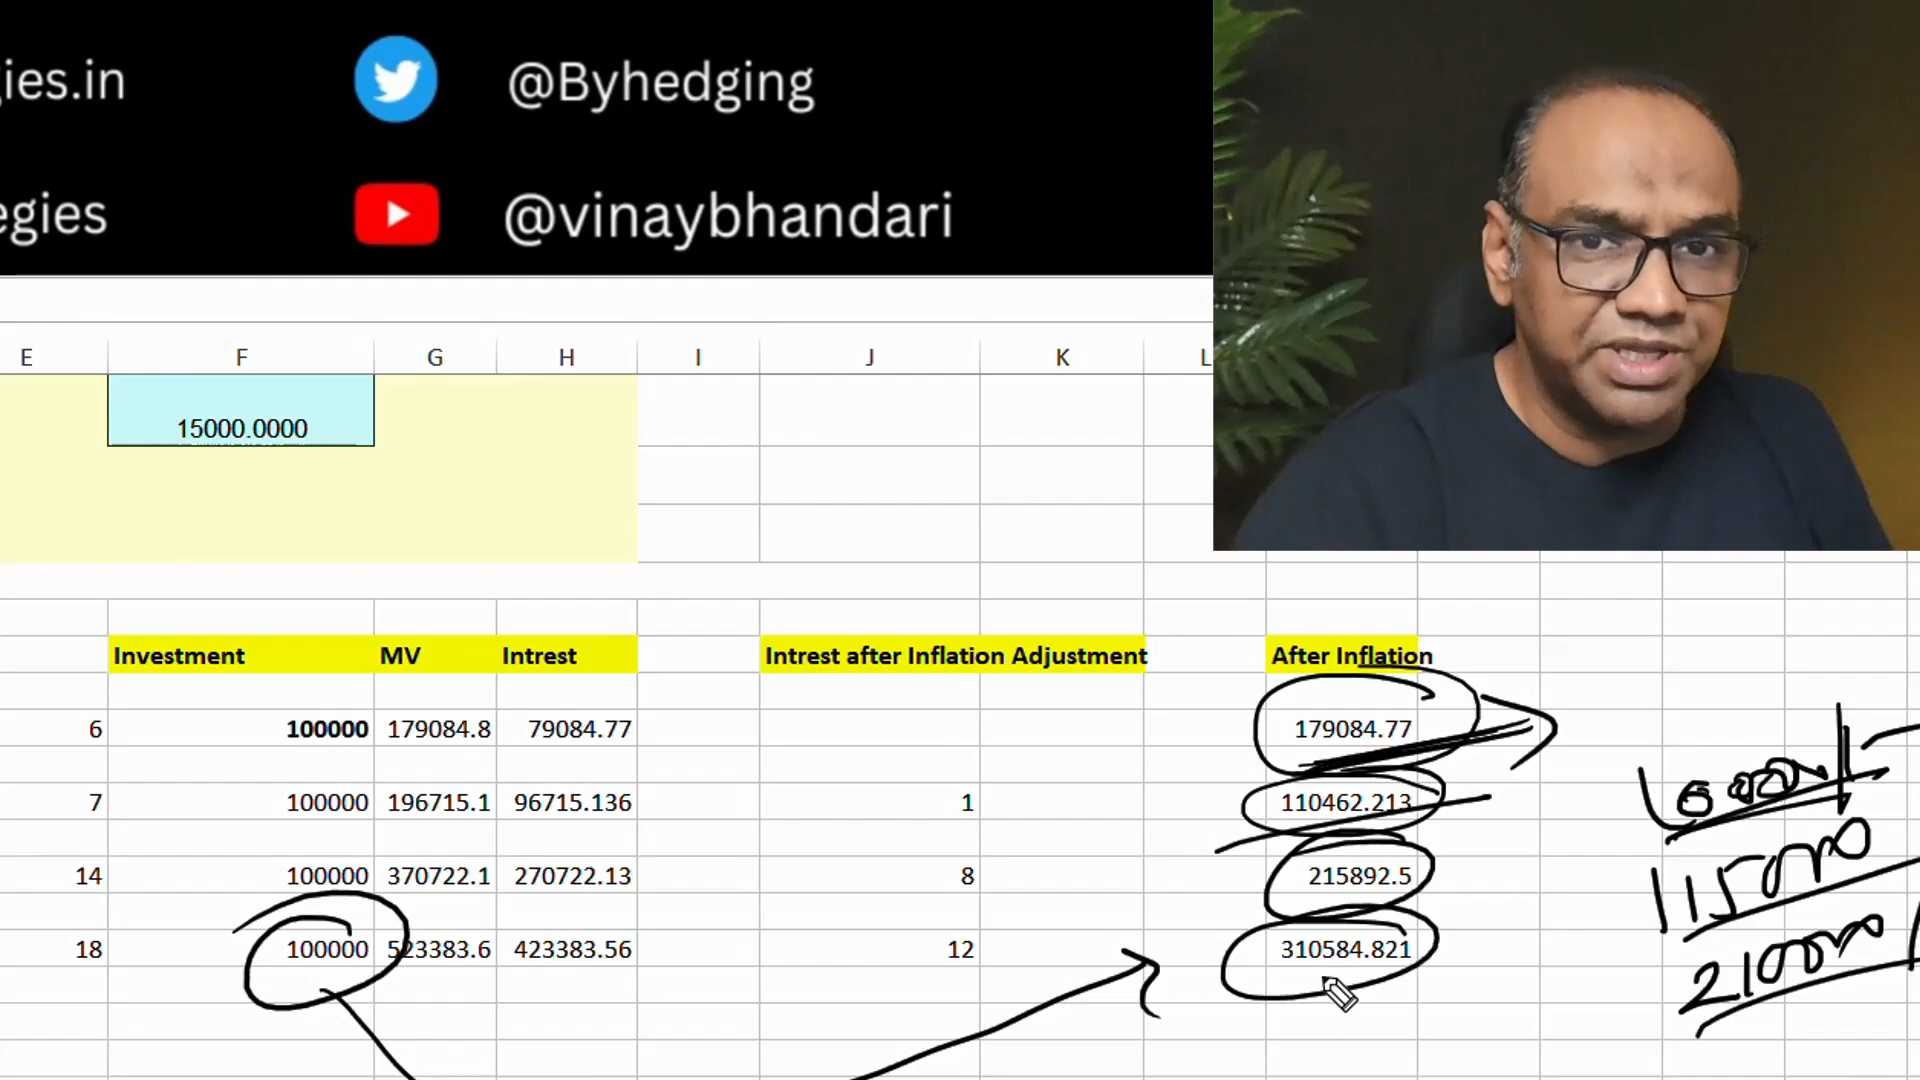 ies.in
@Byhedging
egies
@vinaybhandari
E F G H I J K L
15000.0000
Investment MV Intrest Intrest after Inflation Adjustment After Inflation
6 100000 179084.8 79084.77 179084.77
7 100000 196715.1 96715.136 1 110462.213
14 100000 370722.1 270722.13 8 215892.5
18 100000 523383.6 423383.56 12 310584.821
115000
210000